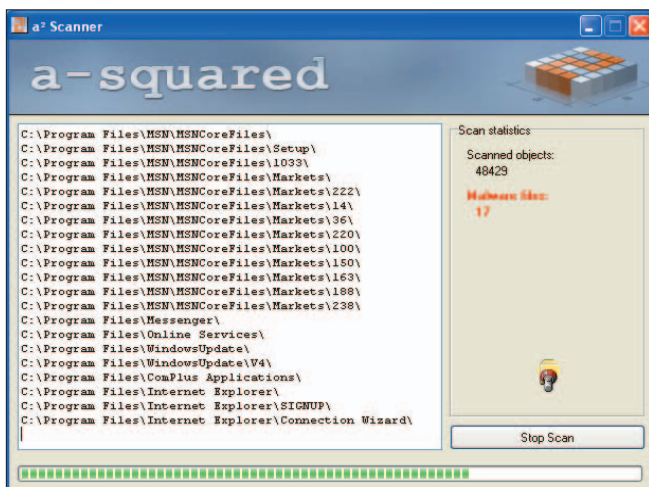 a² Scanner
a-squared
C:\Program Files\MSN\MSNCoreFiles\
C:\Program Files\MSN\MSNCoreFiles\Setup\
C:\Program Files\MSN\MSNCoreFiles\1033\
C:\Program Files\MSN\MSNCoreFiles\Markets\
C:\Program Files\MSN\MSNCoreFiles\Markets\222\
C:\Program Files\MSN\MSNCoreFiles\Markets\14\
C:\Program Files\MSN\MSNCoreFiles\Markets\36\
C:\Program Files\MSN\MSNCoreFiles\Markets\220\
C:\Program Files\MSN\MSNCoreFiles\Markets\100\
C:\Program Files\MSN\MSNCoreFiles\Markets\150\
C:\Program Files\MSN\MSNCoreFiles\Markets\163\
C:\Program Files\MSN\MSNCoreFiles\Markets\188\
C:\Program Files\MSN\MSNCoreFiles\Markets\238\
C:\Program Files\Messenger\
C:\Program Files\Online Services\
C:\Program Files\WindowsUpdate\
C:\Program Files\WindowsUpdate\V4\
C:\Program Files\ComPlus Applications\
C:\Program Files\Internet Explorer\
C:\Program Files\Internet Explorer\SIGNUP\
C:\Program Files\Internet Explorer\Connection Wizard\
Scan statistics
Scanned objects:
48429
Malware files:
17
Stop Scan